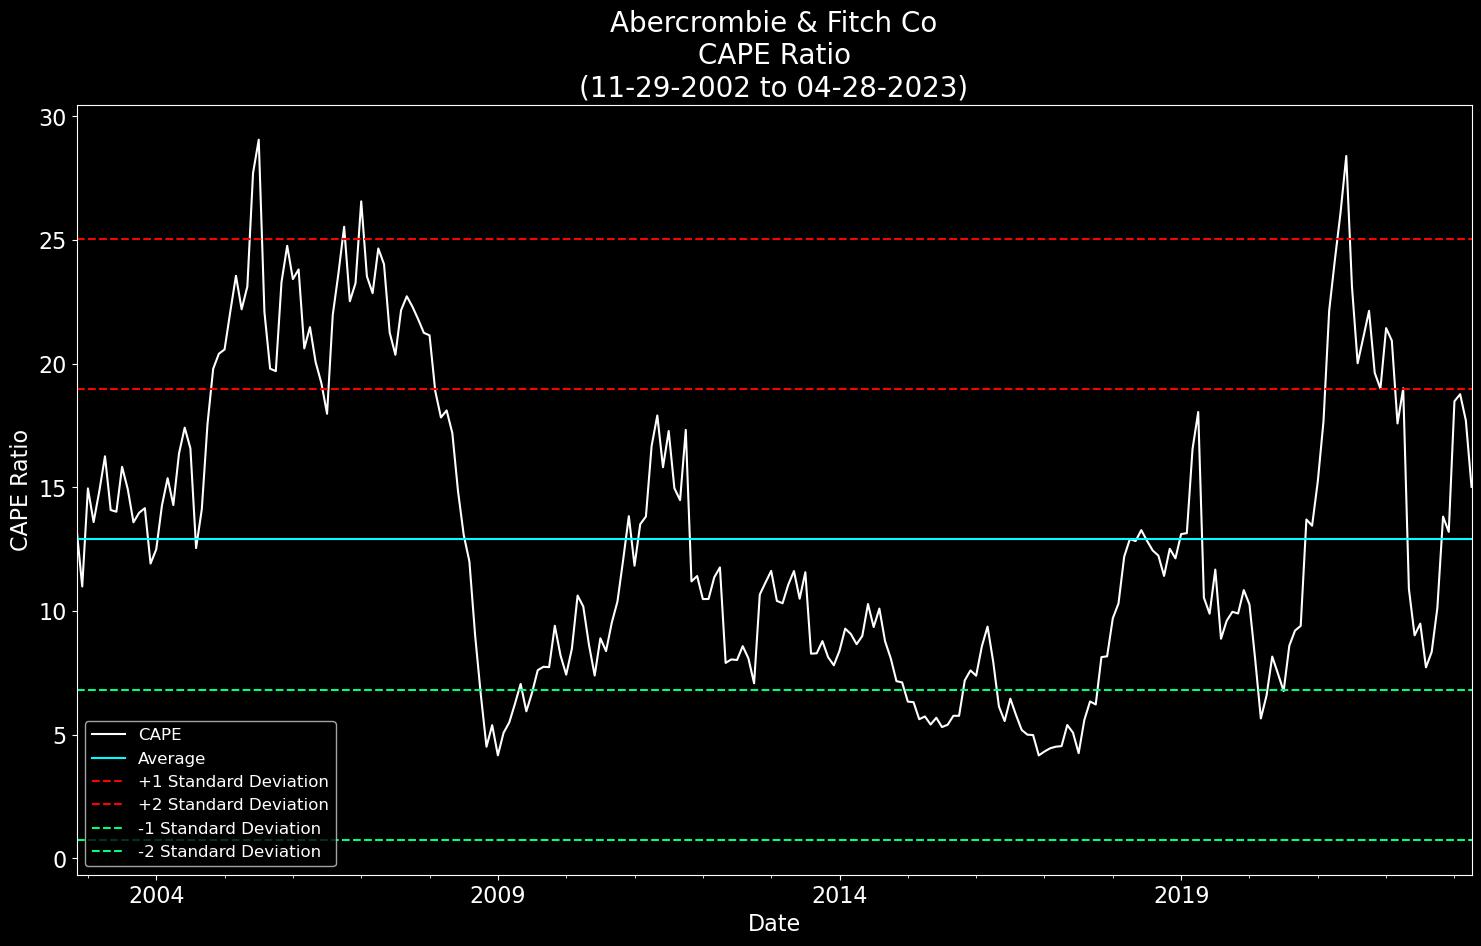 Abercrombie & Fitch Co
CAPE Ratio
(11-29-2002 to 04-28-2023)
30
25
20
15
10
5
0
CAPE Ratio
CAPE
Average
+1 Standard Deviation
+2 Standard Deviation
-1 Standard Deviation
-2 Standard Deviation
2004
2009
2014
2019
Date